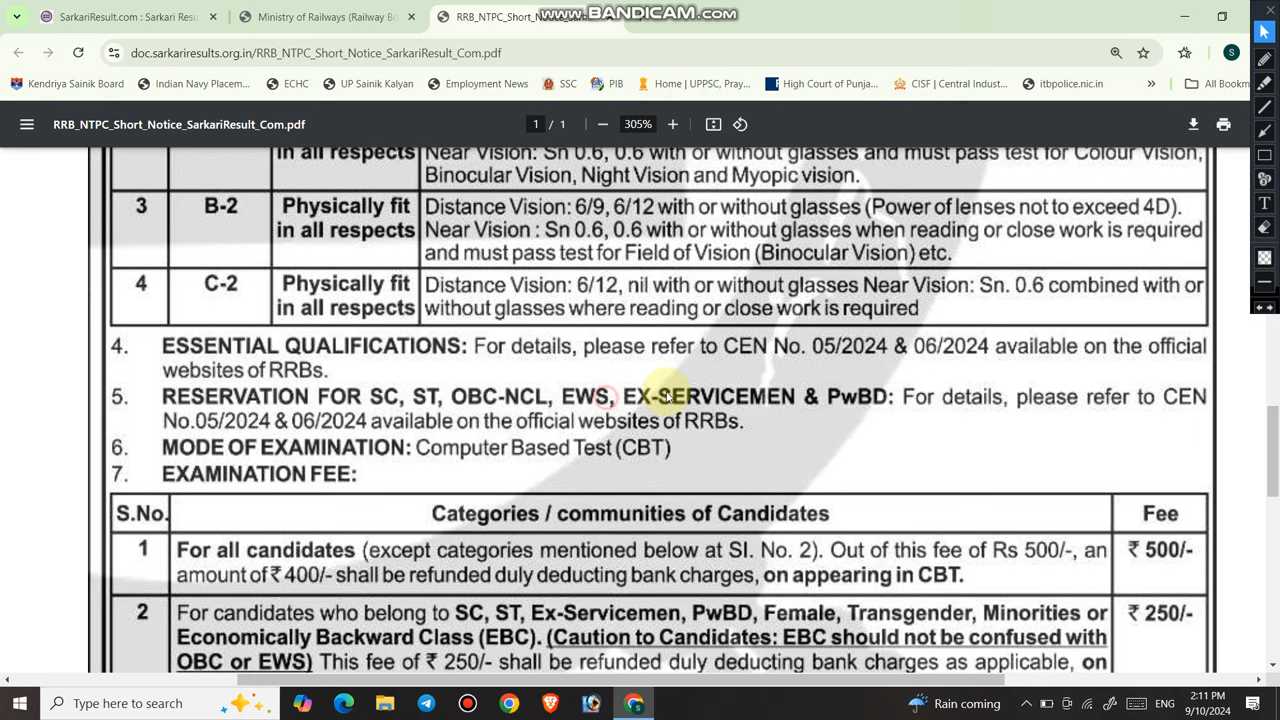 SarkariResult.com : Sarkari Resu
Ministry of Railways (Railway Bo
RRB_NTPC_Short_Notice_
www.BANDICAM.com
doc.sarkariresults.org.in/RRB_NTPC_Short_Notice_SarkariResult_Com.pdf
S
Kendriya Sainik Board
Indian Navy Placem...
ECHC
UP Sainik Kalyan
Employment News
SSC
PIB
Home | UPPSC, Pray...
High Court of Punja...
CISF | Central Indust...
itbpolice.nic.in
All Bookm
RRB_NTPC_Short_Notice_SarkariResult_Com.pdf
1 / 1
305%
in all respects Near Vision: Sn 0.6, 0.6 with or without glasses and must pass test for Colour Vision,
Binocular Vision, Night Vision and Myopic vision.
3 B-2 Physically fit Distance Vision: 6/9, 6/12 with or without glasses (Power of lenses not to exceed 4D).
in all respects Near Vision : Sn 0.6, 0.6 with or without glasses when reading or close work is required
and must pass test for Field of Vision (Binocular Vision) etc.
4 C-2 Physically fit Distance Vision: 6/12, nil with or without glasses Near Vision: Sn. 0.6 combined with or
in all respects without glasses where reading or close work is required
4. ESSENTIAL QUALIFICATIONS: For details, please refer to CEN No. 05/2024 & 06/2024 available on the official
websites of RRBs.
5. RESERVATION FOR SC, ST, OBC-NCL, EWS, EX-SERVICEMEN & PwBD: For details, please refer to CEN
No.05/2024 & 06/2024 available on the official websites of RRBs.
6. MODE OF EXAMINATION: Computer Based Test (CBT)
7. EXAMINATION FEE:
S.No. Categories / communities of Candidates Fee
1 For all candidates (except categories mentioned below at SI. No. 2). Out of this fee of Rs 500/-, an ₹ 500/-
amount of ₹ 400/- shall be refunded duly deducting bank charges, on appearing in CBT.
2 For candidates who belong to SC, ST, Ex-Servicemen, PwBD, Female, Transgender, Minorities or ₹ 250/-
Economically Backward Class (EBC). (Caution to Candidates: EBC should not be confused with
OBC or EWS) This fee of ₹ 250/- shall be refunded duly deducting bank charges as applicable, on
Type here to search
Rain coming
ENG
2:11 PM
9/10/2024